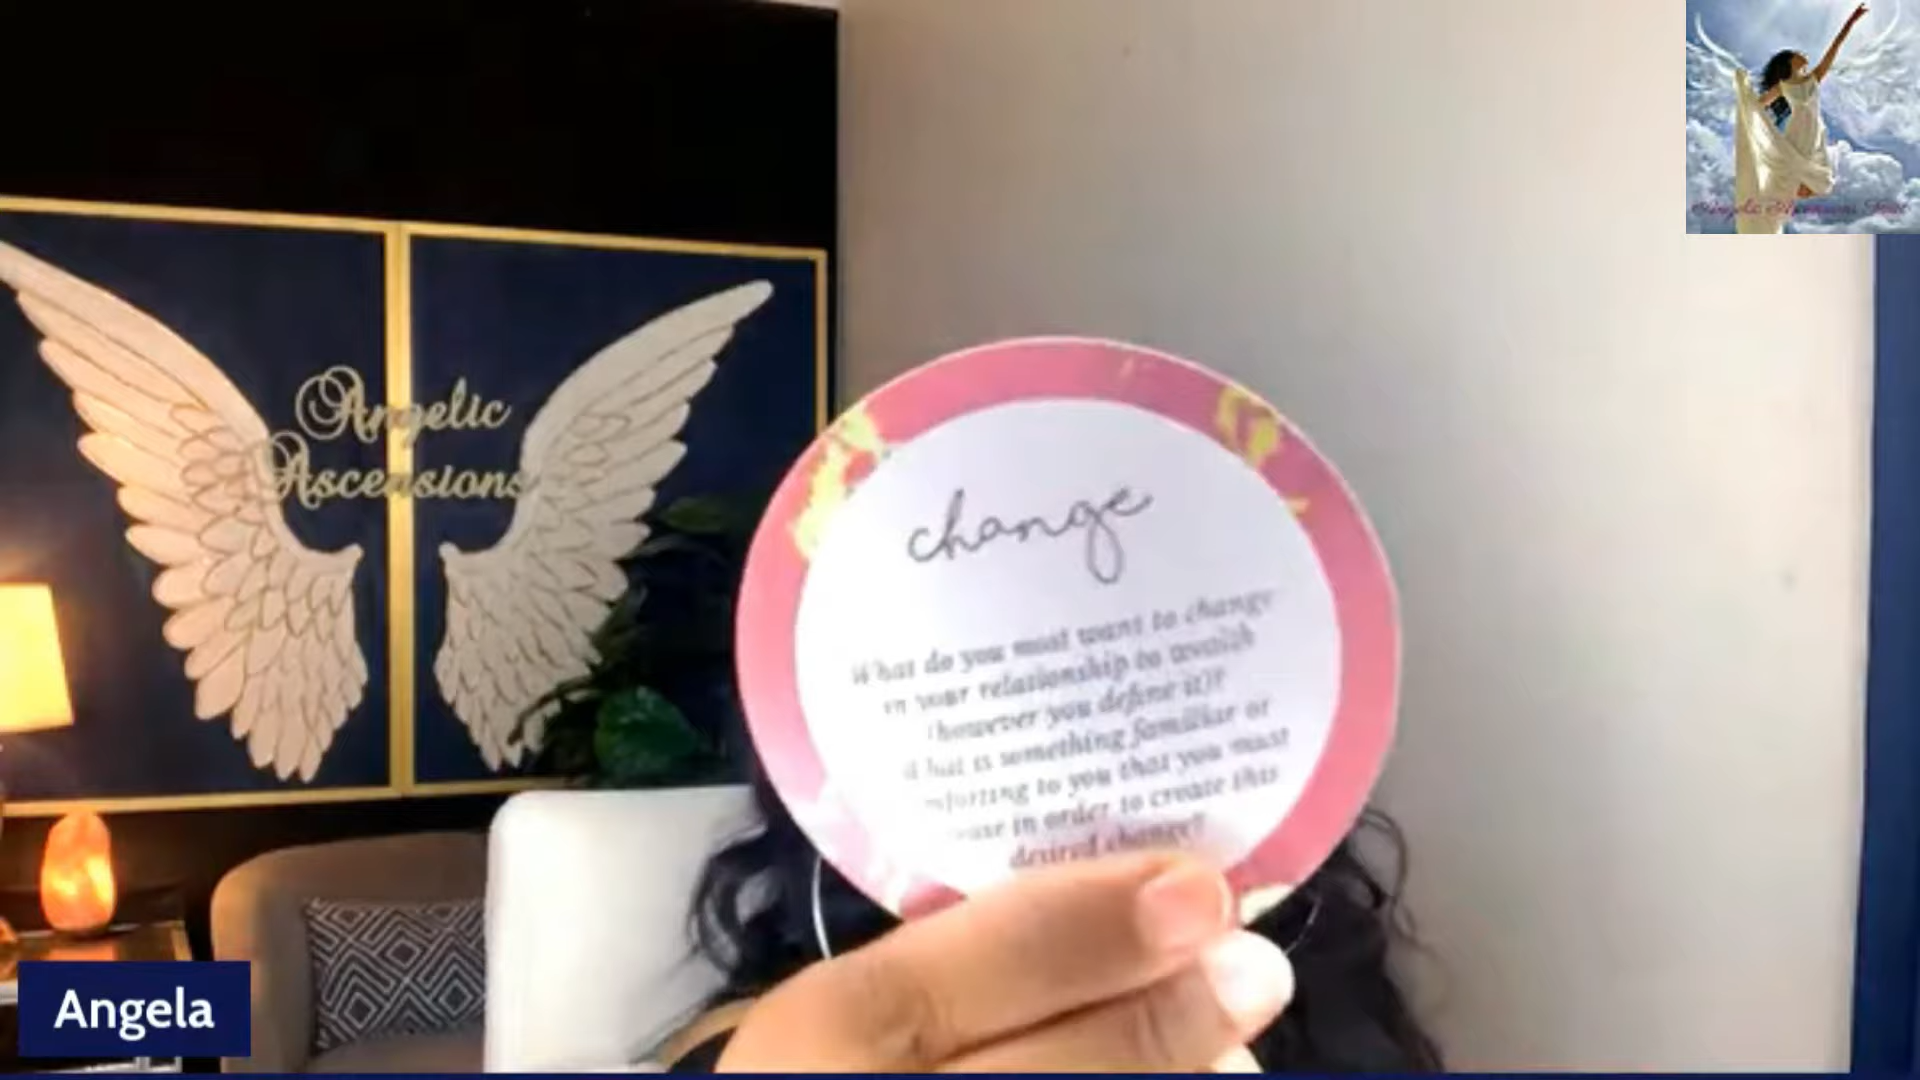 Angelic
Ascensions
change
What do you most want to change
in your relationship to wealth
(however you define it)?
What is something familiar or
to you that you must
in order to create this
desired change?
Angela